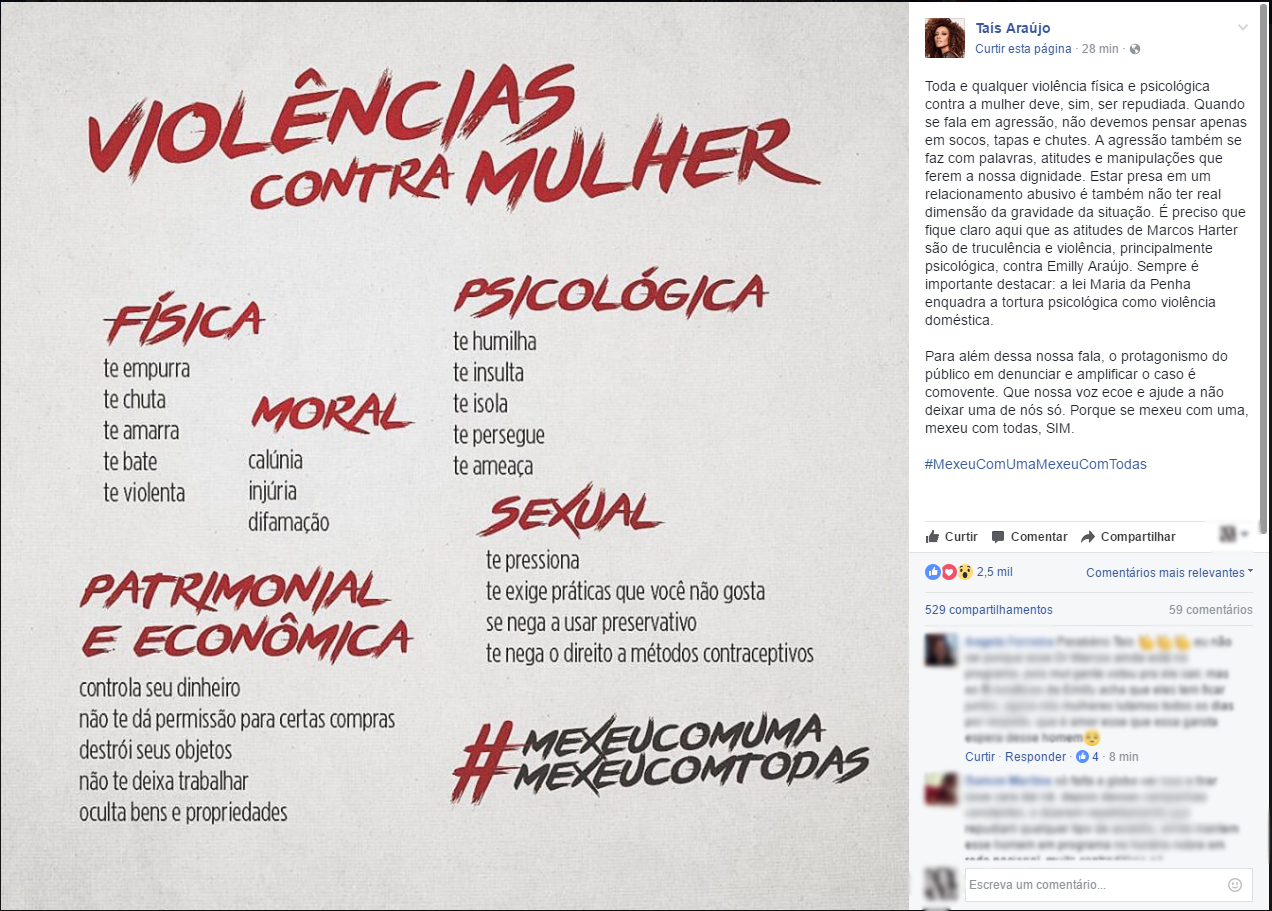 VIOLÊNCIAS
CONTRA MULHER
FÍSICA
te empurra
te chuta
te amarra
te bate
te violenta
MORAL
calúnia
injúria
difamação
PSICOLÓGICA
te humilha
te insulta
te isola
te persegue
te ameaça
SEXUAL
te pressiona
te exige práticas que você não gosta
se nega a usar preservativo
te nega o direito a métodos contraceptivos
PATRIMONIAL
E ECONÔMICA
controla seu dinheiro
não te dá permissão para certas compras
destrói seus objetos
não te deixa trabalhar
oculta bens e propriedades
#MEXEUCOMUMA
MEXEUCOMTODAS
Taís Araújo
Curtir esta página · 28 min ·
Toda e qualquer violência física e psicológica
contra a mulher deve, sim, ser repudiada. Quando
se fala em agressão, não devemos pensar apenas
em socos, tapas e chutes. A agressão também se
faz com palavras, atitudes e manipulações que
ferem a nossa dignidade. Estar presa em um
relacionamento abusivo é também não ter real
dimensão da gravidade da situação. É preciso que
fique claro aqui que as atitudes de Marcos Harter
são de truculência e violência, principalmente
psicológica, contra Emilly Araújo. Sempre é
importante destacar: a lei Maria da Penha
enquadra a tortura psicológica como violência
doméstica.
Para além dessa nossa fala, o protagonismo do
público em denunciar e amplificar o caso é
comovente. Que nossa voz ecoe e ajude a não
deixar uma de nós só. Porque se mexeu com uma,
mexeu com todas, SIM.
#MexeuComUmaMexeuComTodas
Curtir Comentar Compartilhar
2,5 mil Comentários mais relevantes
529 compartilhamentos 59 comentários
Curtir · Responder · 4 · 8 min
Escreva um comentário...